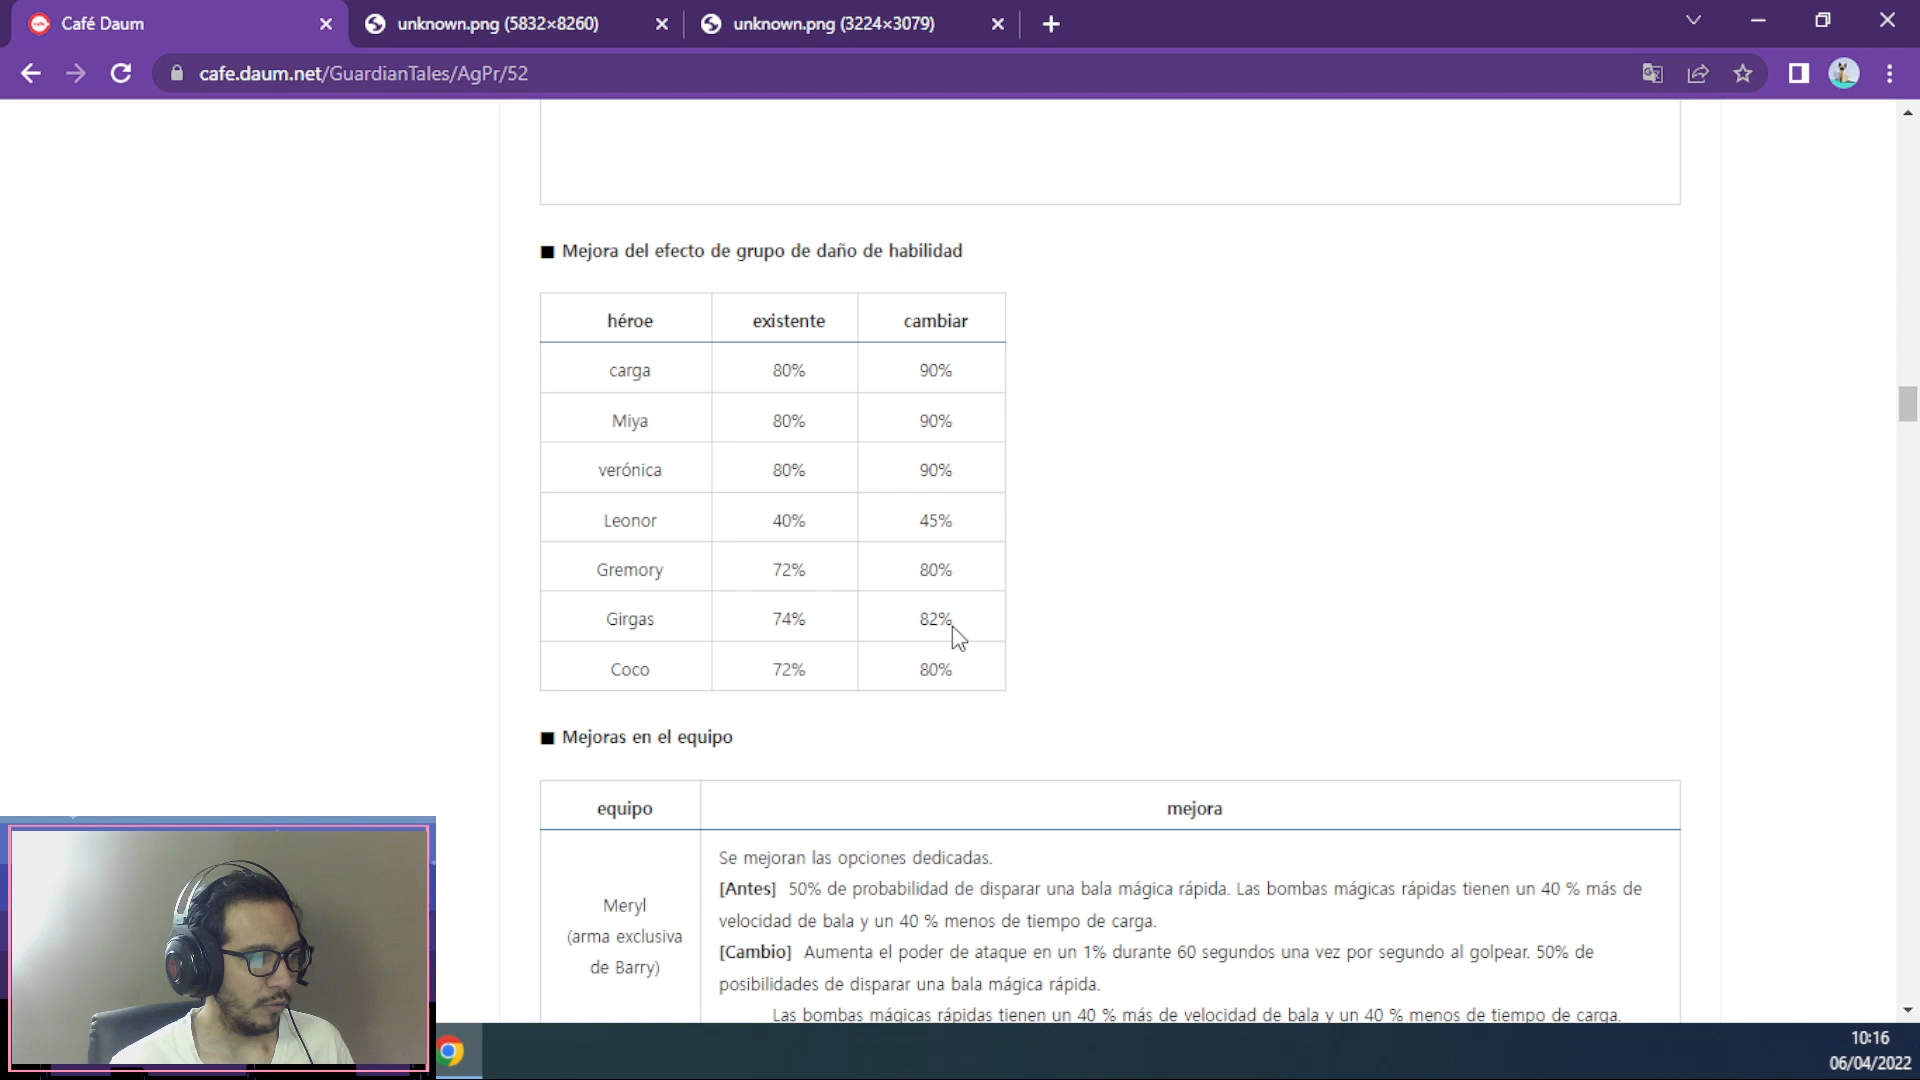 Café Daum
unknown.png (5832×8260)
unknown.png (3224×3079)
cafe.daum.net/GuardianTales/AgPr/52
■ Mejora del efecto de grupo de daño de habilidad
héroe existente cambiar
carga 80% 90%
Miya 80% 90%
verónica 80% 90%
Leonor 40% 45%
Gremory 72% 80%
Girgas 74% 82%
Coco 72% 80%
■ Mejoras en el equipo
equipo mejora
Meryl
(arma exclusiva
de Barry)
Se mejoran las opciones dedicadas.
[Antes] 50% de probabilidad de disparar una bala mágica rápida. Las bombas mágicas rápidas tienen un 40 % más de
velocidad de bala y un 40 % menos de tiempo de carga.
[Cambio] Aumenta el poder de ataque en un 1% durante 60 segundos una vez por segundo al golpear. 50% de
posibilidades de disparar una bala mágica rápida.
Las bombas mágicas rápidas tienen un 40 % más de velocidad de bala y un 40 % menos de tiempo de carga.
10:16
06/04/2022